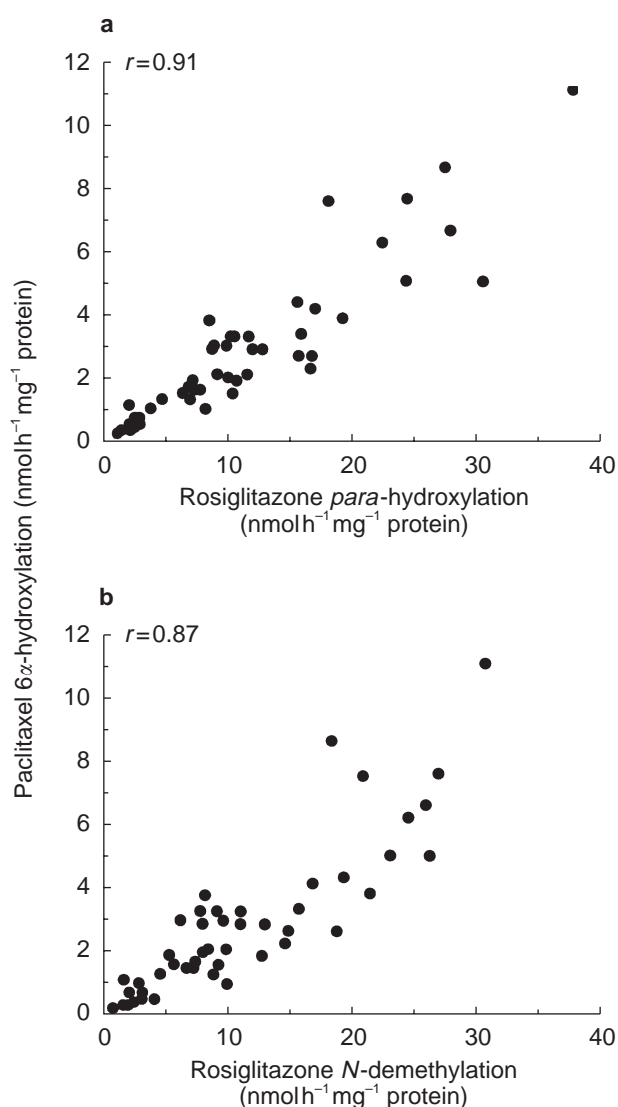 a
r=0.91
12
10
8
6
4
2
0
0 10 20 30 40
Rosiglitazone para-hydroxylation
(nmol h⁻¹ mg⁻¹ protein)
Paclitaxel 6α-hydroxylation (nmol h⁻¹ mg⁻¹ protein)
b
r=0.87
12
10
8
6
4
2
0
0 10 20 30 40
Rosiglitazone N-demethylation
(nmol h⁻¹ mg⁻¹ protein)